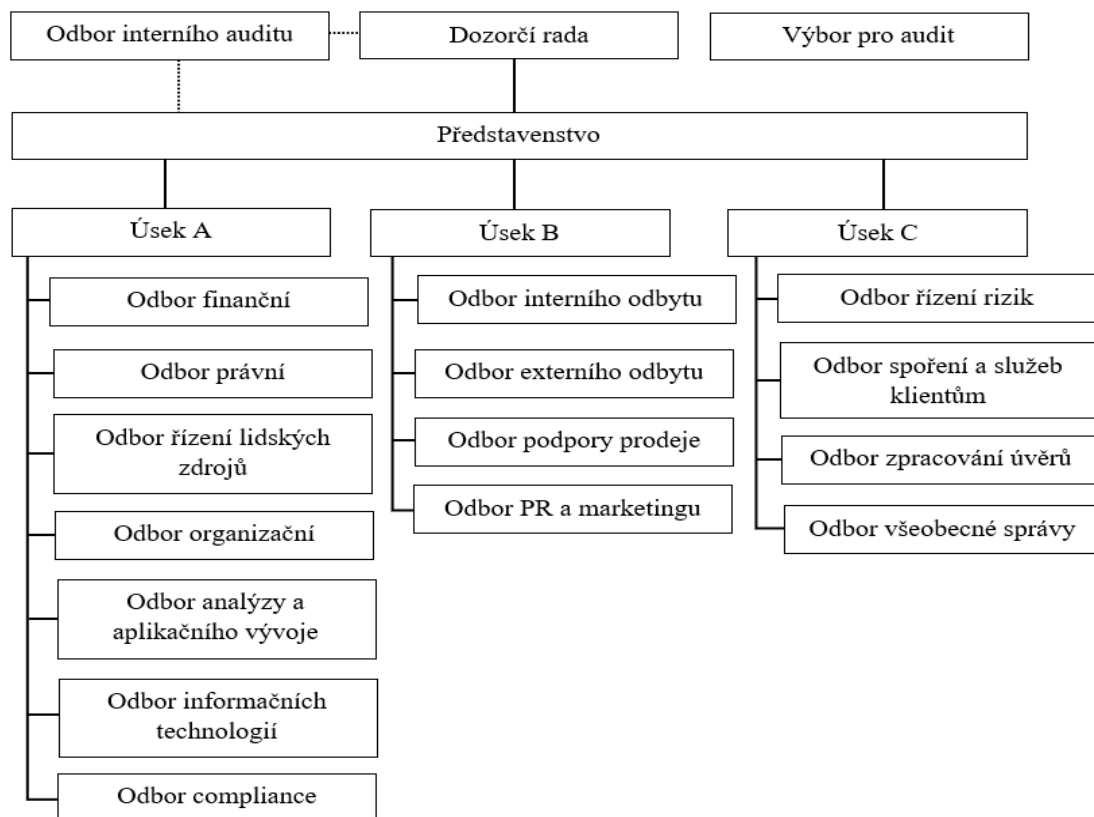 Odbor interního auditu
Dozorčí rada
Výbor pro audit
Představenstvo
Úsek A
Úsek B
Úsek C
Odbor finanční
Odbor právní
Odbor řízení lidských
zdrojů
Odbor organizační
Odbor analýzy a
aplikačního vývoje
Odbor informačních
technologií
Odbor compliance
Odbor interního odbytu
Odbor externího odbytu
Odbor podpory prodeje
Odbor PR a marketingu
Odbor řízení rizik
Odbor spoření a služeb
klientům
Odbor zpracování úvěrů
Odbor všeobecné správy